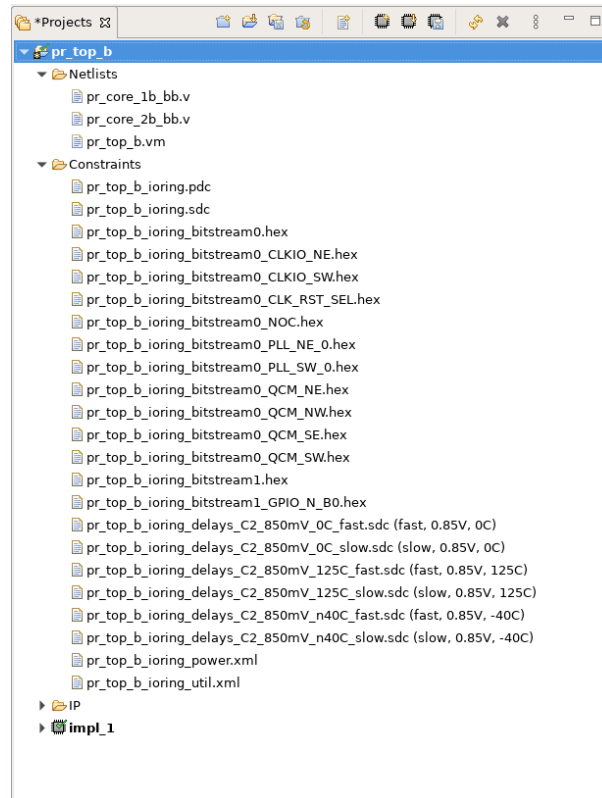 *Projects
pr_top_b
Netlists
pr_core_1b_bb.v
pr_core_2b_bb.v
pr_top_b.vm
Constraints
pr_top_b_ioring.pdc
pr_top_b_ioring.sdc
pr_top_b_ioring_bitstream0.hex
pr_top_b_ioring_bitstream0_CLKIO_NE.hex
pr_top_b_ioring_bitstream0_CLKIO_SW.hex
pr_top_b_ioring_bitstream0_CLK_RST_SEL.hex
pr_top_b_ioring_bitstream0_NOC.hex
pr_top_b_ioring_bitstream0_PLL_NE_0.hex
pr_top_b_ioring_bitstream0_PLL_SW_0.hex
pr_top_b_ioring_bitstream0_QCM_NE.hex
pr_top_b_ioring_bitstream0_QCM_NW.hex
pr_top_b_ioring_bitstream0_QCM_SE.hex
pr_top_b_ioring_bitstream0_QCM_SW.hex
pr_top_b_ioring_bitstream1.hex
pr_top_b_ioring_bitstream1_GPIO_N_B0.hex
pr_top_b_ioring_delays_C2_850mV_0C_fast.sdc (fast, 0.85V, 0C)
pr_top_b_ioring_delays_C2_850mV_0C_slow.sdc (slow, 0.85V, 0C)
pr_top_b_ioring_delays_C2_850mV_125C_fast.sdc (fast, 0.85V, 125C)
pr_top_b_ioring_delays_C2_850mV_125C_slow.sdc (slow, 0.85V, 125C)
pr_top_b_ioring_delays_C2_850mV_n40C_fast.sdc (fast, 0.85V, -40C)
pr_top_b_ioring_delays_C2_850mV_n40C_slow.sdc (slow, 0.85V, -40C)
pr_top_b_ioring_power.xml
pr_top_b_ioring_util.xml
IP
impl_1